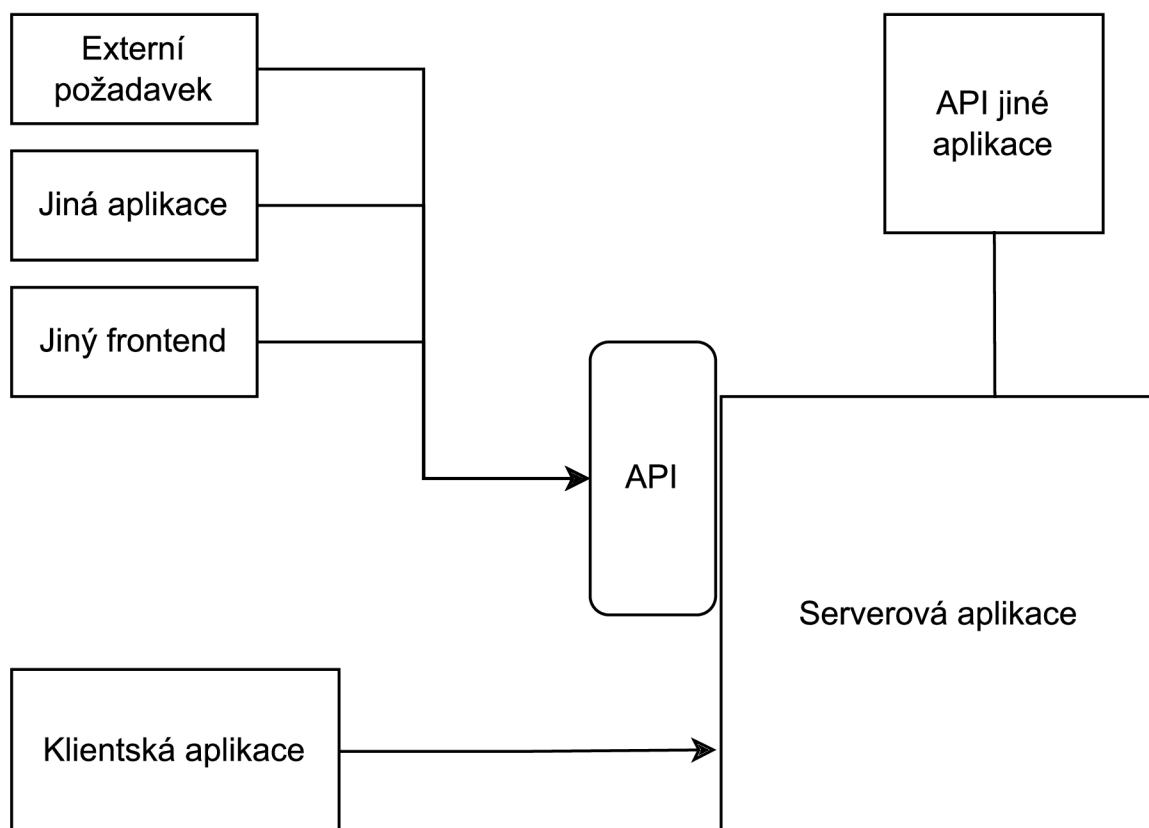 Externí
požadavek
API jiné
aplikace
Jiná aplikace
Jiný frontend
API
Serverová aplikace
Klientská aplikace